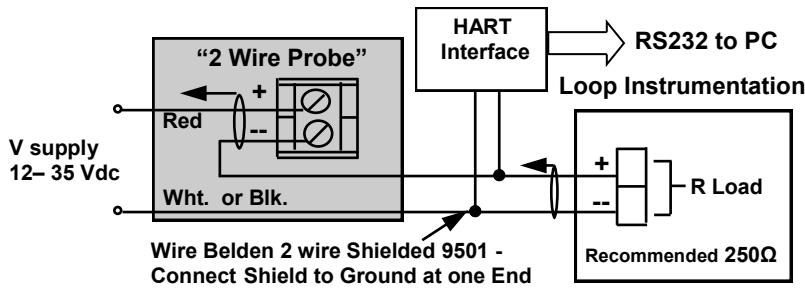 HART
Interface
RS232 to PC
“2 Wire Probe”
Loop Instrumentation
+
Red
--
V supply
12– 35 Vdc
+
R Load
--
Wht. or Blk.
Recommended 250Ω
Wire Belden 2 wire Shielded 9501 -
Connect Shield to Ground at one End